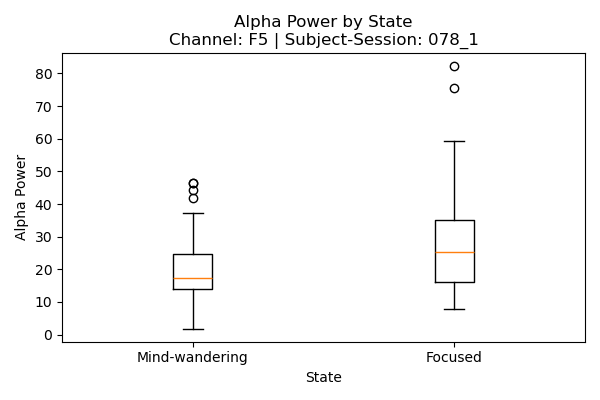 Alpha Power by State
Channel: F5 | Subject-Session: 078_1
Alpha Power
80
70
60
50
40
30
20
10
0
Mind-wandering
Focused
State